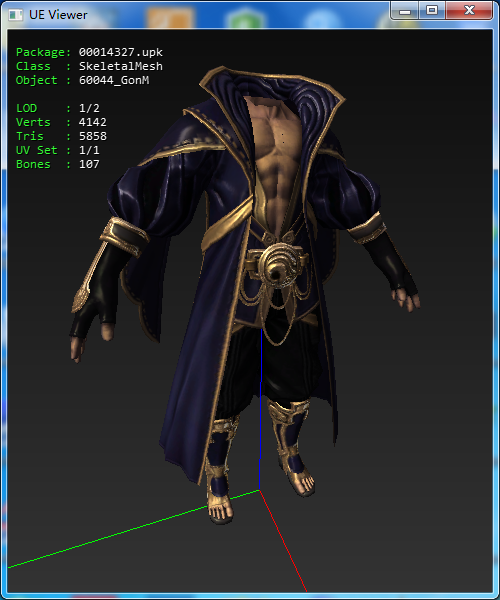 UE Viewer
Package: 00014327.upk
Class : SkeletalMesh
Object : 60044_GonM
LOD : 1/2
Verts : 4142
Tris : 5858
UV Set : 1/1
Bones : 107